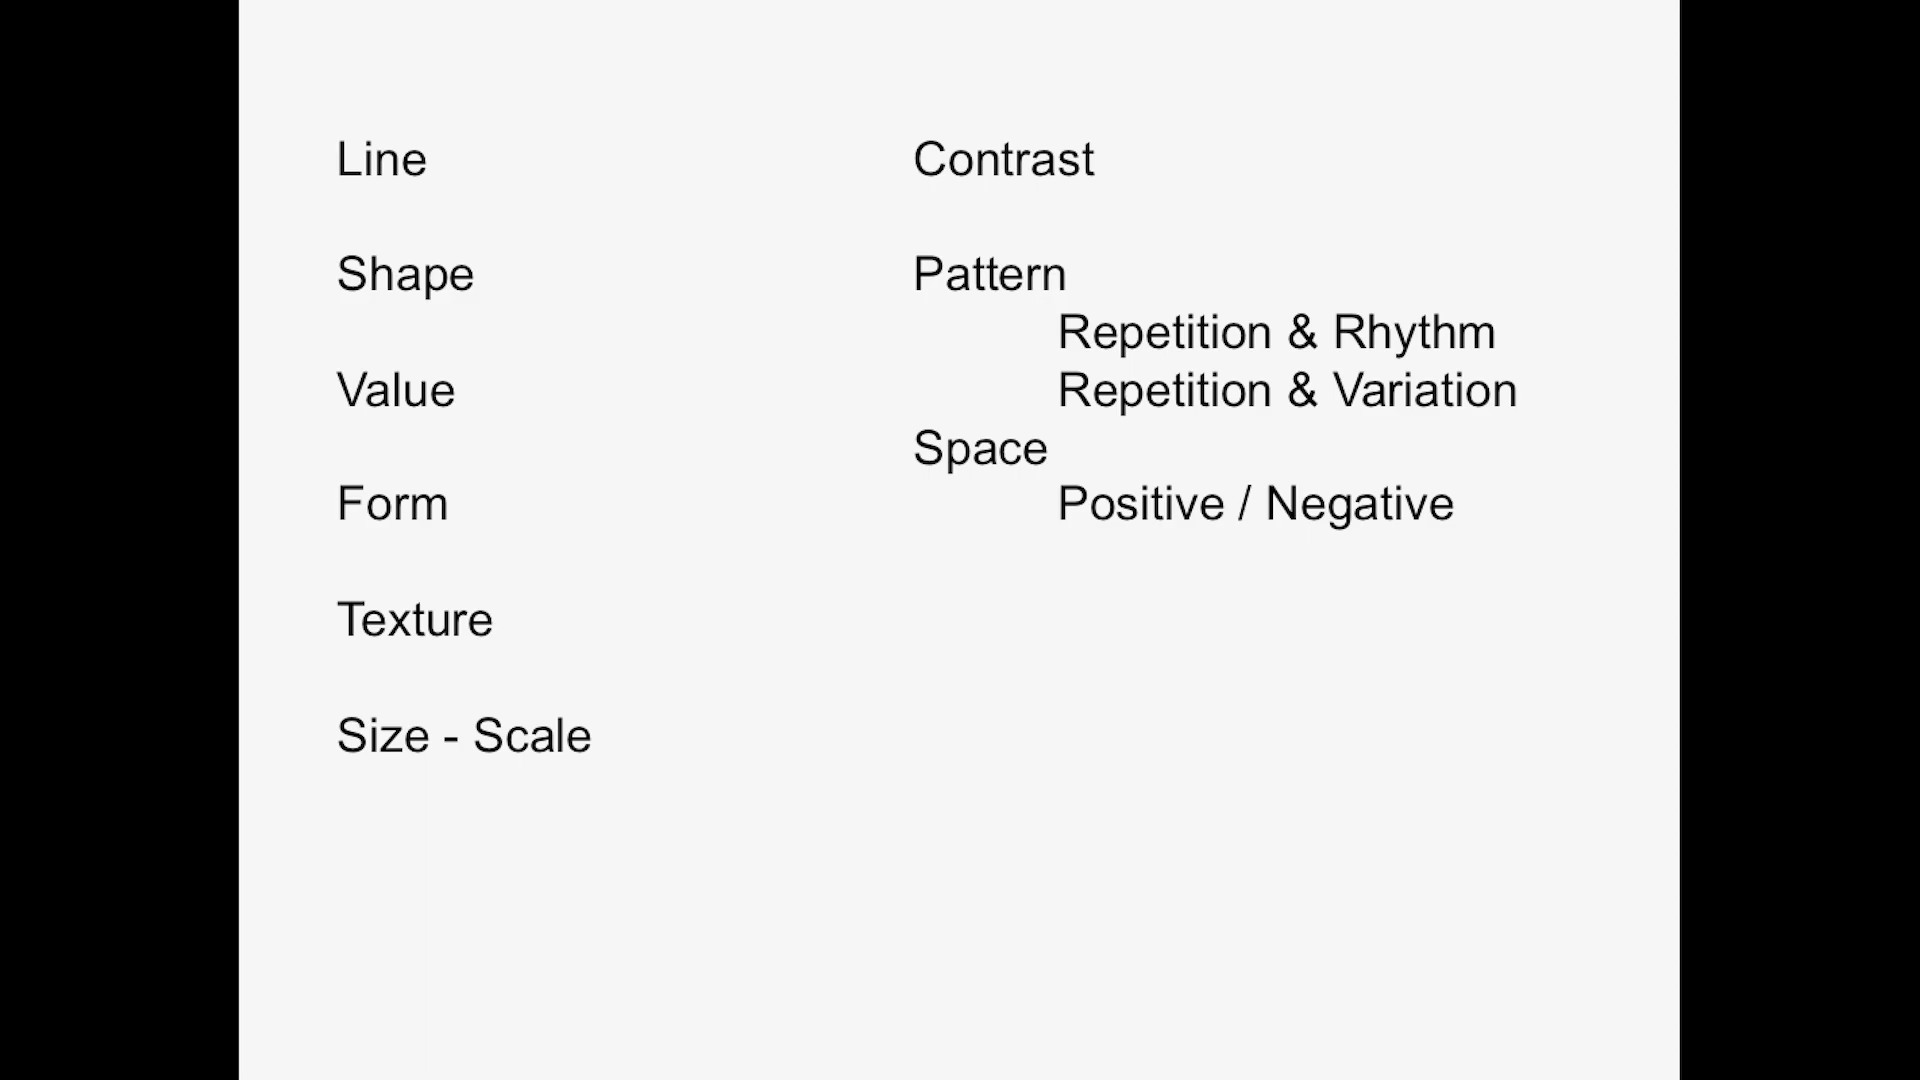 Line
Shape
Value
Form
Texture
Size - Scale
Contrast
Pattern
Repetition & Rhythm
Repetition & Variation
Space
Positive / Negative